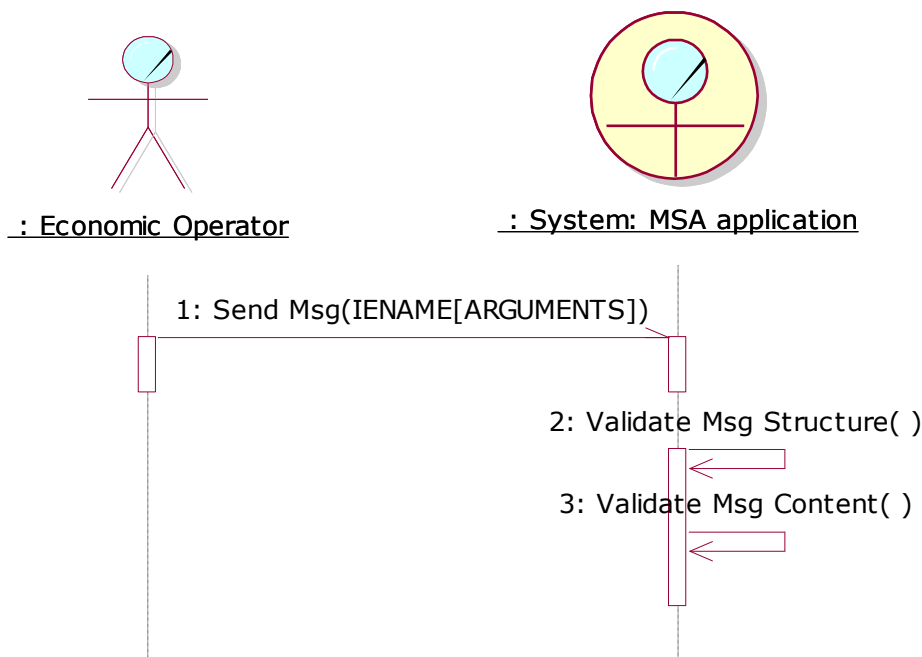 : Economic Operator
: System: MSA application
1: Send Msg(IENAME[ARGUMENTS])
2: Validate Msg Structure( )
3: Validate Msg Content( )